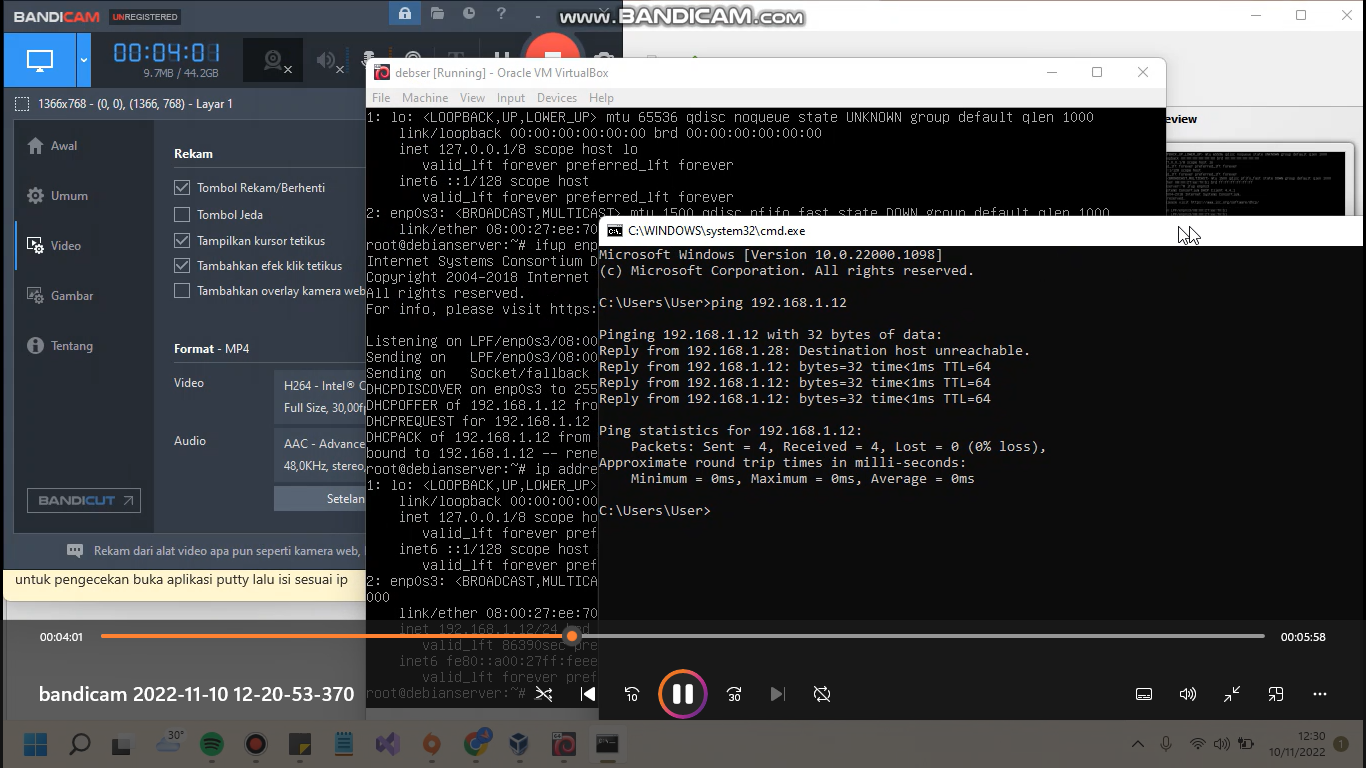 BANDICAM UNREGISTERED
www.BANDICAM.com
00:04:01
9.7MB / 44.2GB
1366x768 - (0, 0), (1366, 768) - Layar 1
Awal
Umum
Video
Gambar
Tentang
Rekam
Tombol Rekam/Berhenti
Tombol Jeda
Tampilkan kursor tetikus
Tambahkan efek klik tetikus
Tambahkan overlay kamera web
Format - MP4
Video
H264 - Intel® 
Full Size, 30,00f
Audio
AAC - Advance
48,0KHz, stereo,
Setelan
BANDICUT
Rekam dari alat video apa pun seperti kamera web,
untuk pengecekan buka aplikasi putty lalu isi sesuai ip
debser [Running] - Oracle VM VirtualBox
File Machine View Input Devices Help
1: lo: <LOOPBACK,UP,LOWER_UP> mtu 65536 qdisc noqueue state UNKNOWN group default qlen 1000
link/loopback 00:00:00:00:00:00 brd 00:00:00:00:00:00
inet 127.0.0.1/8 scope host lo
valid_lft forever preferred_lft forever
inet6 ::1/128 scope host
valid_lft forever preferred_lft forever
2: enp0s3: <BROADCAST,MULTICAST> mtu 1500 qdisc pfifo_fast state DOWN group default qlen 1000
link/ether 08:00:27:ee:70
root@debianserver:~# ifup enp
Internet Systems Consortium D
Copyright 2004-2018 Internet
All rights reserved.
For info, please visit https:
Listening on LPF/enp0s3/08:00
Sending on   LPF/enp0s3/08:00
Sending on   Socket/fallback
DHCPDISCOVER on enp0s3 to 255
DHCPOFFER of 192.168.1.12 fro
DHCPREQUEST for 192.168.1.12
DHCPACK of 192.168.1.12 from
bound to 192.168.1.12 -- rene
root@debianserver:~# ip addre
1: lo: <LOOPBACK,UP,LOWER_UP>
link/loopback 00:00:00:00:00
inet 127.0.0.1/8 scope ho
valid_lft forever pref
inet6 ::1/128 scope host
valid_lft forever pref
2: enp0s3: <BROADCAST,MULTICA
000
link/ether 08:00:27:ee:70
inet 192.168.1.12/24
valid_lft 86390sec
inet6 fe80::a00:27ff:feee
valid_lft forever pref
root@debianserver:~#
C:\WINDOWS\system32\cmd.exe
Microsoft Windows [Version 10.0.22000.1098]
(c) Microsoft Corporation. All rights reserved.
C:\Users\User>ping 192.168.1.12
Pinging 192.168.1.12 with 32 bytes of data:
Reply from 192.168.1.28: Destination host unreachable.
Reply from 192.168.1.12: bytes=32 time<1ms TTL=64
Reply from 192.168.1.12: bytes=32 time<1ms TTL=64
Reply from 192.168.1.12: bytes=32 time<1ms TTL=64
Ping statistics for 192.168.1.12:
Packets: Sent = 4, Received = 4, Lost = 0 (0% loss),
Approximate round trip times in milli-seconds:
Minimum = 0ms, Maximum = 0ms, Average = 0ms
C:\Users\User>
00:04:01
00:05:58
bandicam 2022-11-10 12-20-53-370
10
30
30°
12:30
10/11/2022
1